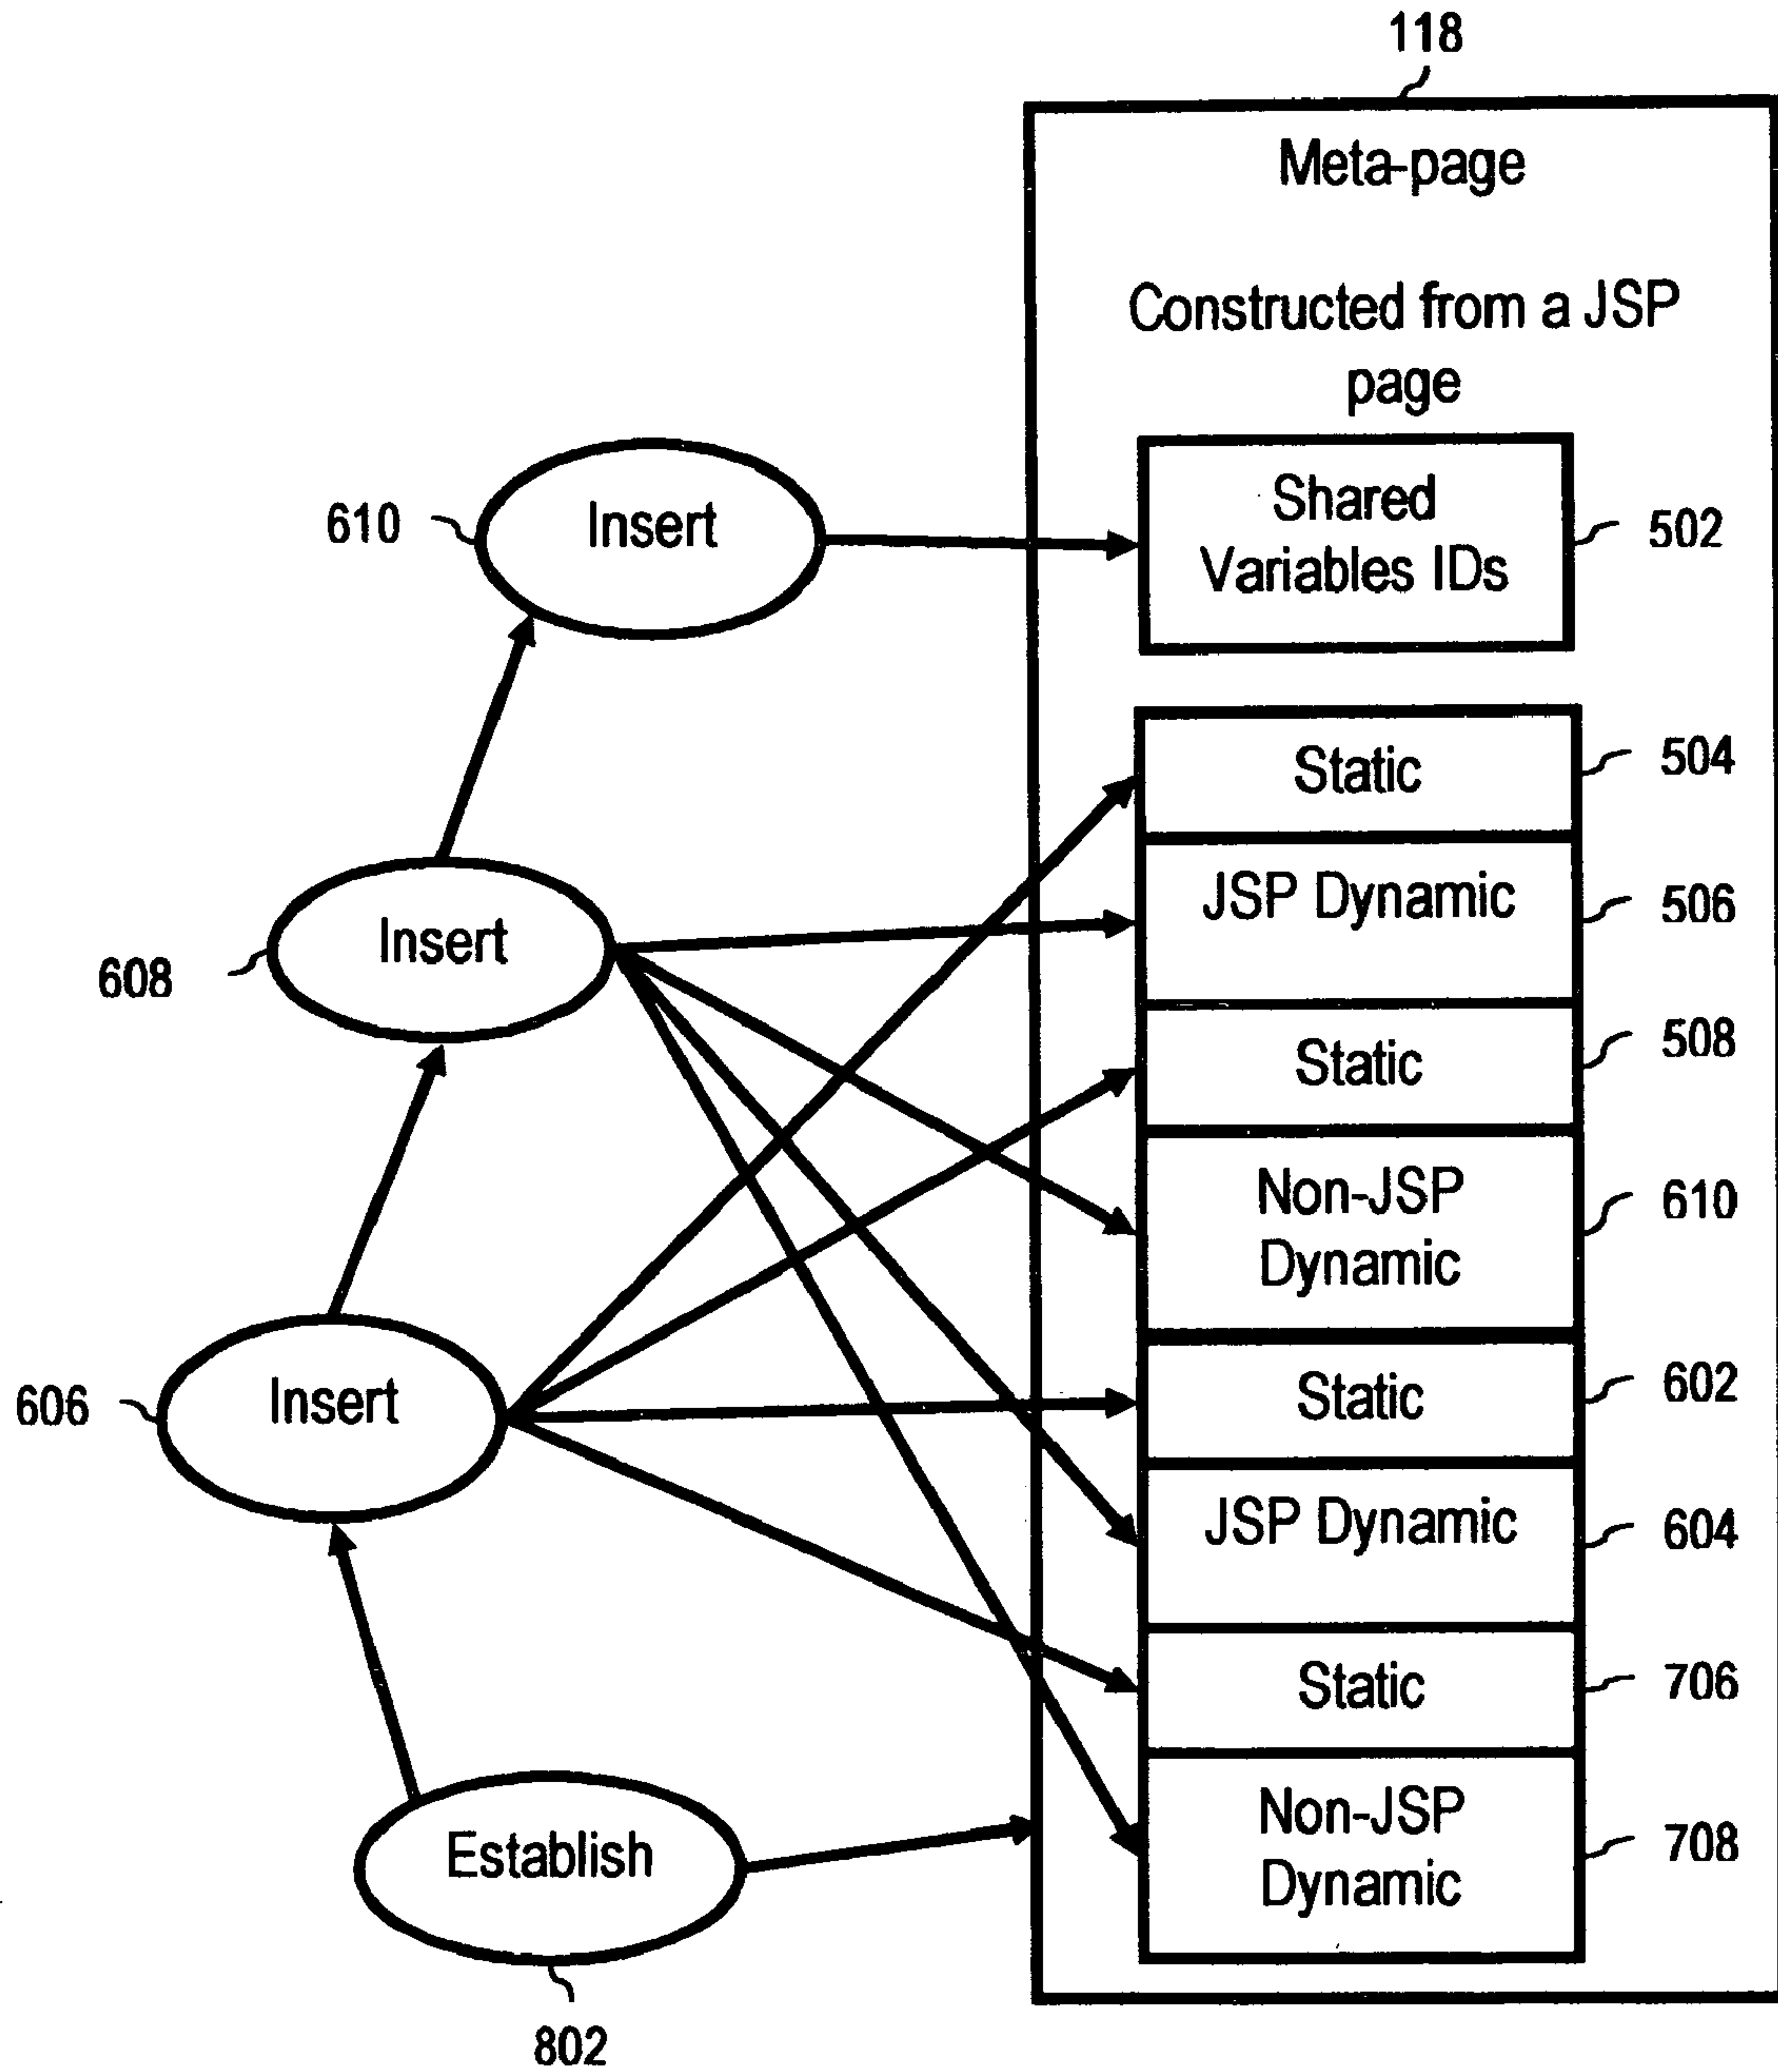 118
Meta-page
Constructed from a JSP
page
610
Insert
Shared
Variables IDs
502
Static
504
JSP Dynamic
506
608
Insert
Static
508
Non-JSP
Dynamic
610
606
Insert
Static
602
JSP Dynamic
604
Static
706
Establish
Non-JSP
Dynamic
708
802